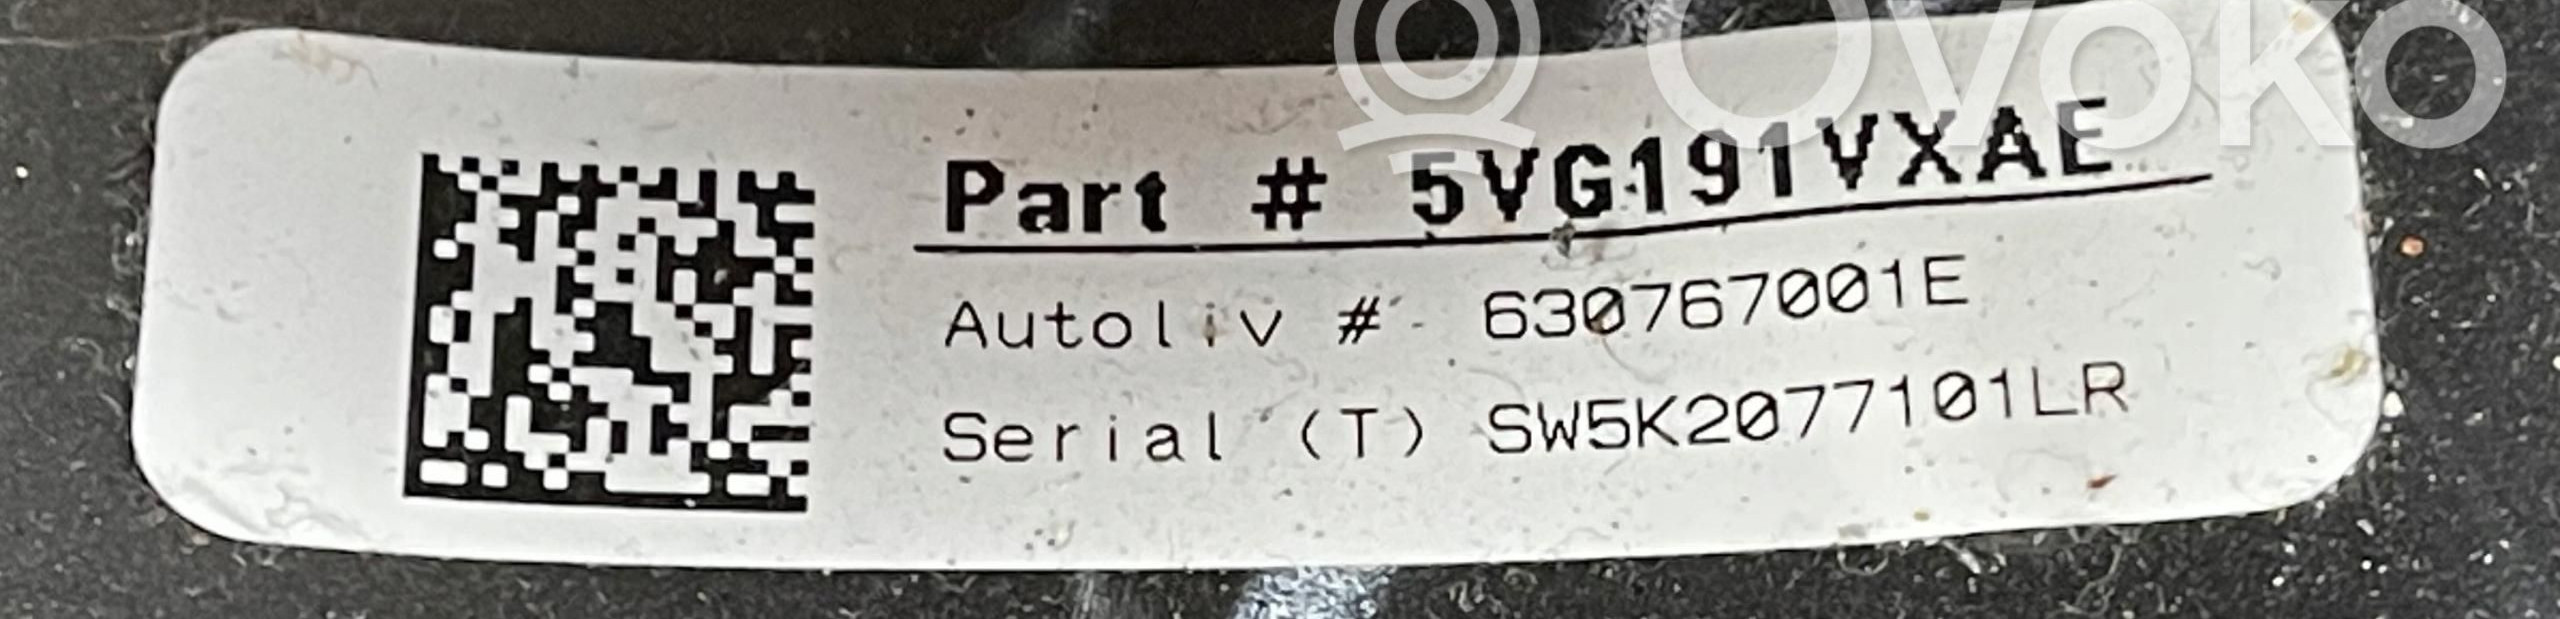 Ovoko
Part # 5VG191VXAE
Autoliv # 630767001E
Serial (T) SW5K2077101LR